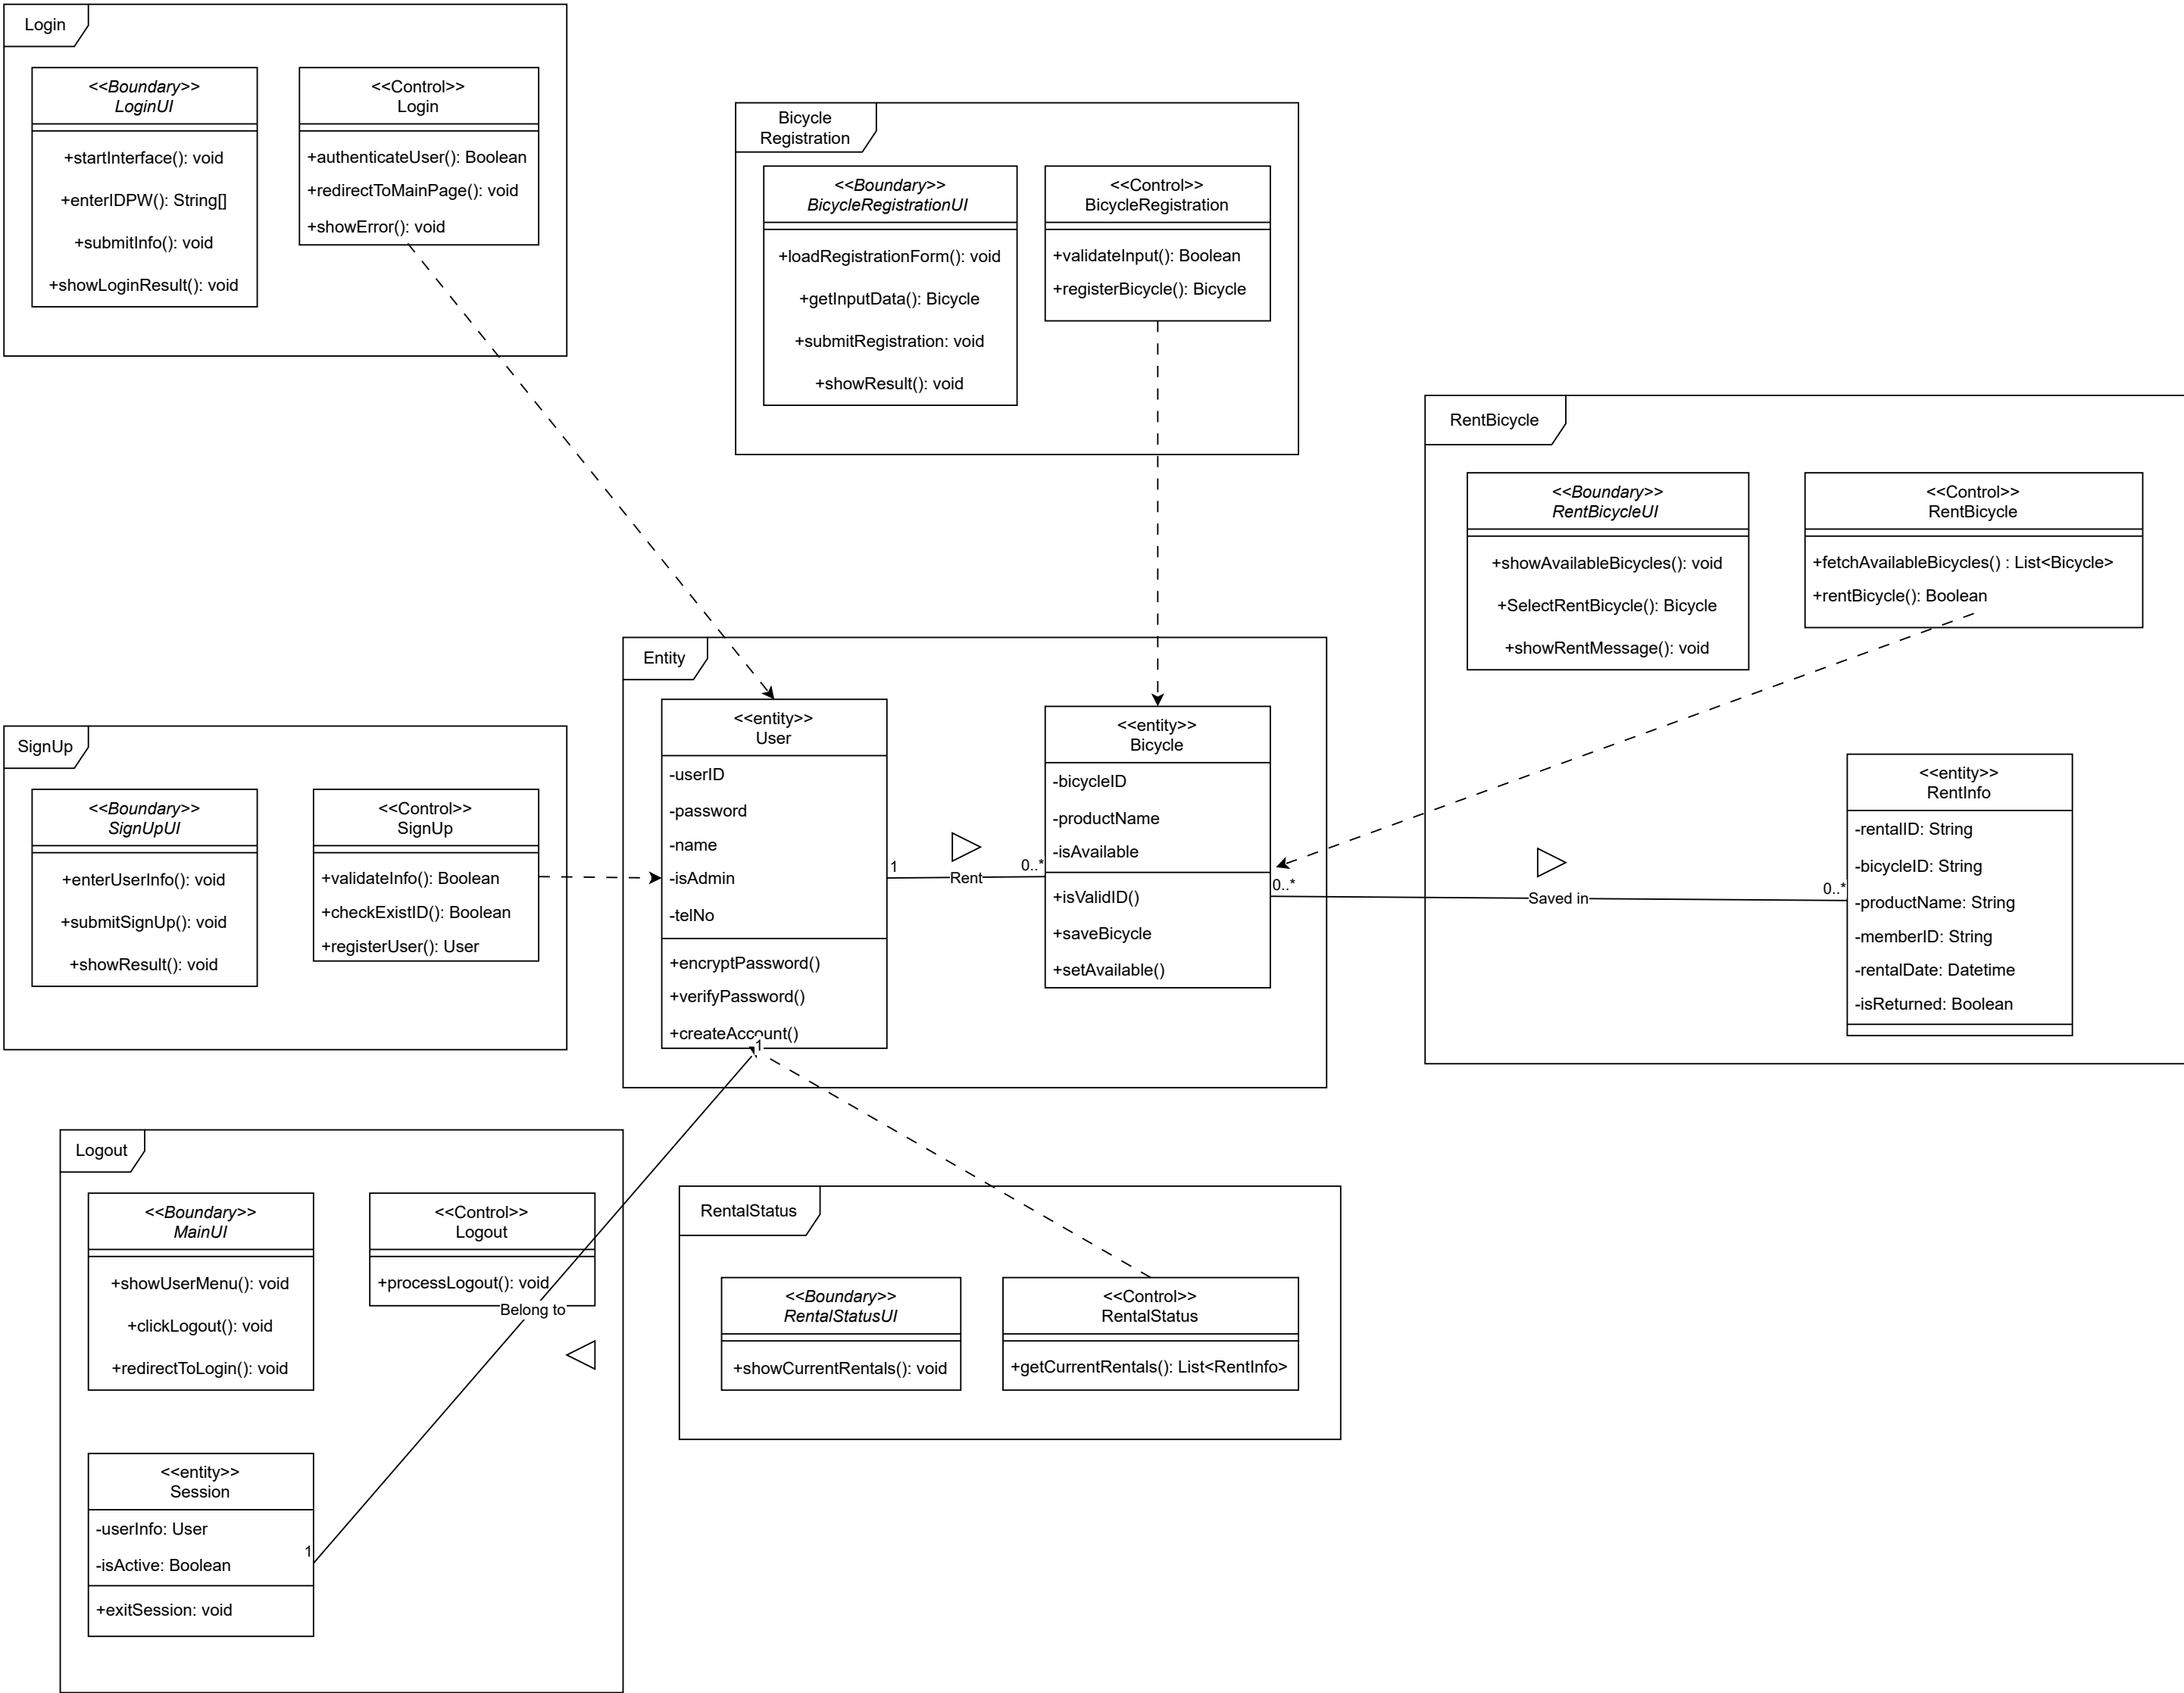 Login
<<Boundary>>
LoginUI
+startInterface(): void
+enterIDPW(): String[]
+submitInfo(): void
+showLoginResult(): void
<<Control>>
Login
+authenticateUser(): Boolean
+redirectToMainPage(): void
+showError(): void
Bicycle
Registration
<<Boundary>>
BicycleRegistrationUI
+loadRegistrationForm(): void
+getInputData(): Bicycle
+submitRegistration: void
+showResult(): void
<<Control>>
BicycleRegistration
+validateInput(): Boolean
+registerBicycle(): Bicycle
RentBicycle
<<Boundary>>
RentBicycleUI
+showAvailableBicycles(): void
+SelectRentBicycle(): Bicycle
+showRentMessage(): void
<<Control>>
RentBicycle
+fetchAvailableBicycles() : List<Bicycle>
+rentBicycle(): Boolean
<<entity>>
RentInfo
-rentalID: String
-bicycleID: String
-productName: String
-memberID: String
-rentalDate: Datetime
-isReturned: Boolean
Entity
<<entity>>
User
-userID
-password
-name
-isAdmin
-telNo
+encryptPassword()
+verifyPassword()
+createAccount()
1
1
Rent
0..*
<<entity>>
Bicycle
-bicycleID
-productName
-isAvailable
+isValidID()
+saveBicycle
+setAvailable()
0..*
Saved in
0..*
SignUp
<<Boundary>>
SignUpUI
+enterUserInfo(): void
+submitSignUp(): void
+showResult(): void
<<Control>>
SignUp
+validateInfo(): Boolean
+checkExistID(): Boolean
+registerUser(): User
Logout
<<Boundary>>
MainUI
+showUserMenu(): void
+clickLogout(): void
+redirectToLogin(): void
<<Control>>
Logout
+processLogout(): void
Belong to
<<entity>>
Session
-userInfo: User
-isActive: Boolean
+exitSession: void
1
RentalStatus
<<Boundary>>
RentalStatusUI
+showCurrentRentals(): void
<<Control>>
RentalStatus
+getCurrentRentals(): List<RentInfo>